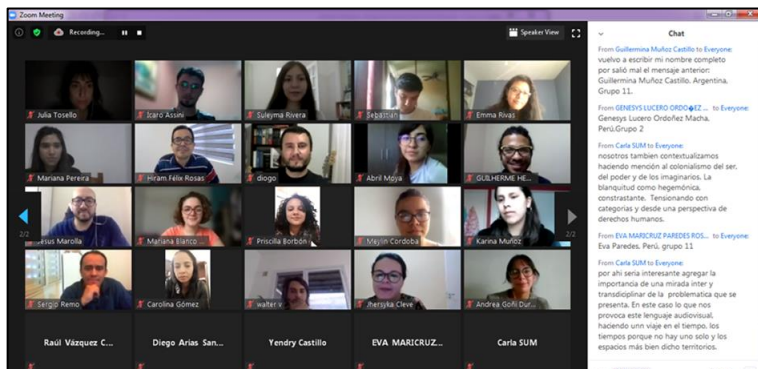 Zoom Meeting
Recording...
Speaker View
Julia Tosello
Icaro Assini
Suleyma Rivera
Sebastian
Emma Rivas
Mariana Pereira
Hiram Félix Rosas
diogo
Abril Moya
GUILHERME HE...
Jesus Marolla
Mariana Blanco ...
Priscilla Borbón
Meylin Cordoba
Karina Muñoz
2/2
2/2
Sergio Remo
Carolina Gómez
walter v
Jhersyka Cleve
Andrea Goñi Dur...
Raúl Vázquez C...
Diego Arias San...
Yendry Castillo
EVA MARICRUZ...
Carla SUM
Chat
From Guillermina Muñoz Castillo to Everyone:
vuelvo a escribir mi nombre completo
por salió mal el mensaje anterior:
Guillermina Muñoz Castillo, Argentina,
Grupo 11.
From GENESYS LUCERO ORDO�EZ ... to Everyone:
Genesys Lucero Ordoñez Macha,
Perú,Grupo 2
From Carla SUM to Everyone:
nosotros tambien contextualizamos
haciendo mención al colonialismo del ser,
del poder y de los imaginarios. La
blanquitud como hegemónica,
constrastante. Tensionando con
categorias y desde una perspectiva de
derechos humanos.
From EVA MARICRUZ PAREDES ROS... to Everyone:
Eva Paredes, Perú, grupo 11
From Carla SUM to Everyone:
por ahi seria interesante agregar la
importancia de una mirada inter y
transdiciplinar de la problematica que se
presenta. En este caso lo que nos
provoca este lenguaje audiovisual,
haciendo unn viaje en el tiempo, los
tiempos porque no hay uno solo y los
espacios más bien dicho territorios.